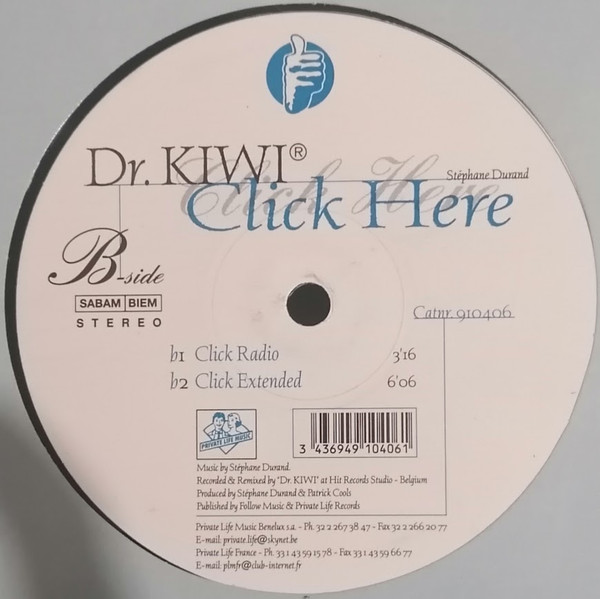 Dr. KIWI®
Stéphane Durand
Click Here
Click Here
B-side
SABAM BIEM
STEREO
Catnr. 910406
b1 Click Radio 3'16
b2 Click Extended 6'06
PRIVATE LIFE MUSIC
3 436949 104061
Music by Stéphane Durand.
Recorded & Remixed by "Dr. KIWI" at Hit Records Studio - Belgium
Produced by Stéphane Durand & Patrick Cools
Published by Follow Music & Private Life Records
Private Life Music Benelux s.a. - Ph. 32 2 267 38 47 - Fax 32 2 266 20 77
E-mail: private.life@skynet.be
Private Life France - Ph. 33 1 43 59 15 78 - Fax 33 1 43 59 66 77
E-mail: plmfr@club-internet.fr